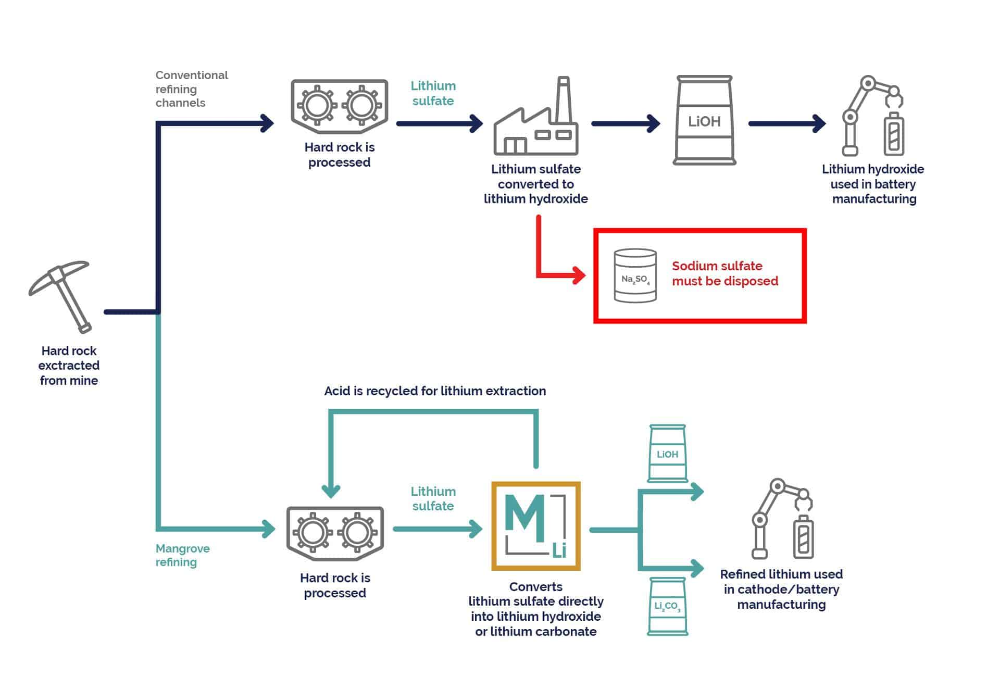 Conventional
refining
channels
Hard rock is
processed
Lithium
sulfate
Lithium sulfate
converted to
lithium hydroxide
LiOH
Lithium hydroxide
used in battery
manufacturing
Na₂SO₄
Sodium sulfate
must be disposed
Hard rock
exctracted
from mine
Acid is recycled for lithium extraction
Mangrove
refining
Hard rock is
processed
Lithium
sulfate
M
Li
Converts
lithium sulfate directly
into lithium hydroxide
or lithium carbonate
LiOH
Li₂CO₃
Refined lithium used
in cathode/battery
manufacturing